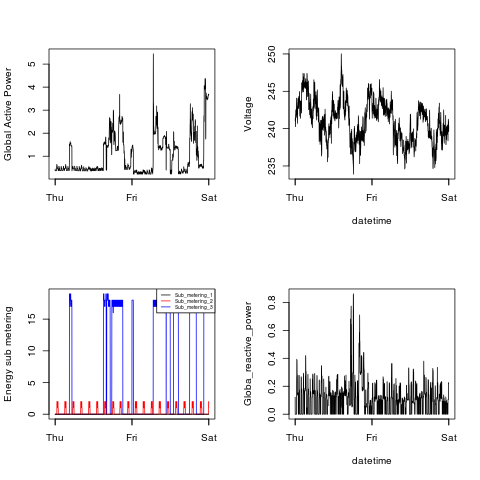 Global Active Power
5
4
3
2
1
Thu
Fri
Sat
Voltage
250
245
240
235
Thu
Fri
Sat
datetime
Energy sub metering
15
10
5
0
Sub_metering_1
Sub_metering_2
Sub_metering_3
Thu
Fri
Sat
Globa_reactive_power
0.8
0.6
0.4
0.2
0.0
Thu
Fri
Sat
datetime